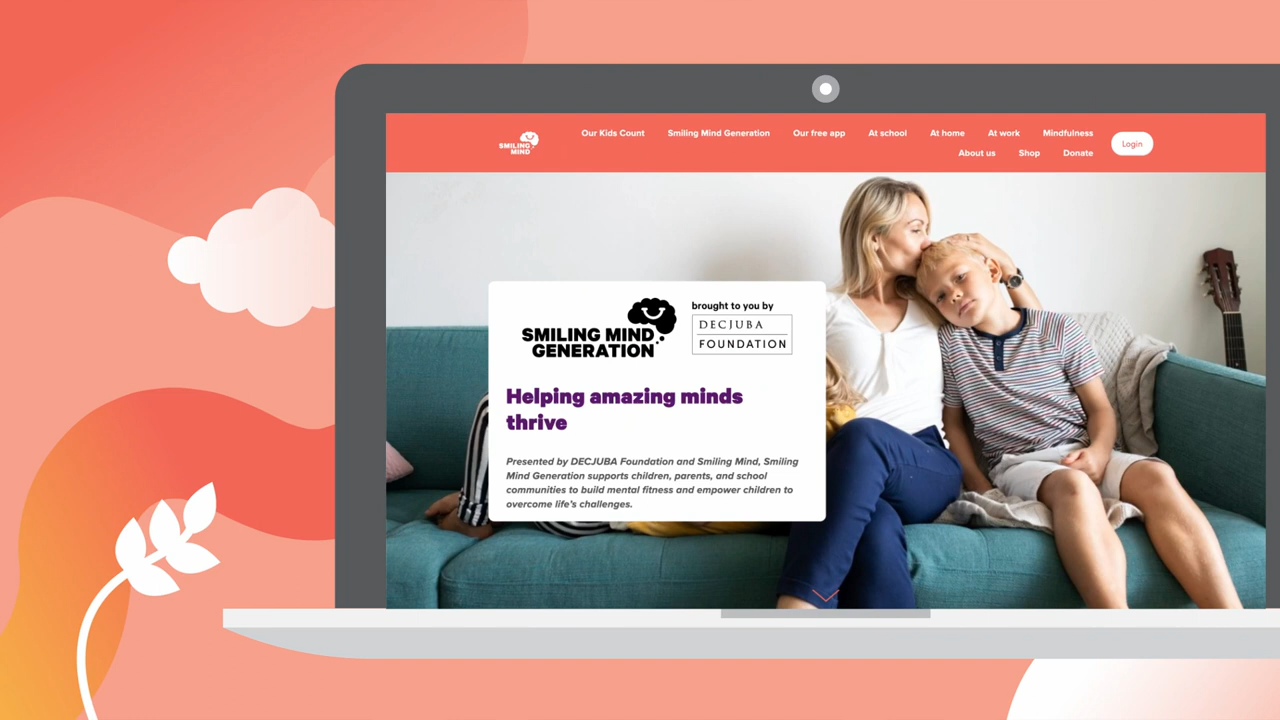 SMILING
MIND
Our Kids Count Smiling Mind Generation Our free app At school At home At work Mindfulness
About us Shop Donate
Login
SMILING MIND
GENERATION
brought to you by
DECJUBA
FOUNDATION
Helping amazing minds
thrive
Presented by DECJUBA Foundation and Smiling Mind, Smiling
Mind Generation supports children, parents, and school
communities to build mental fitness and empower children to
overcome life's challenges.